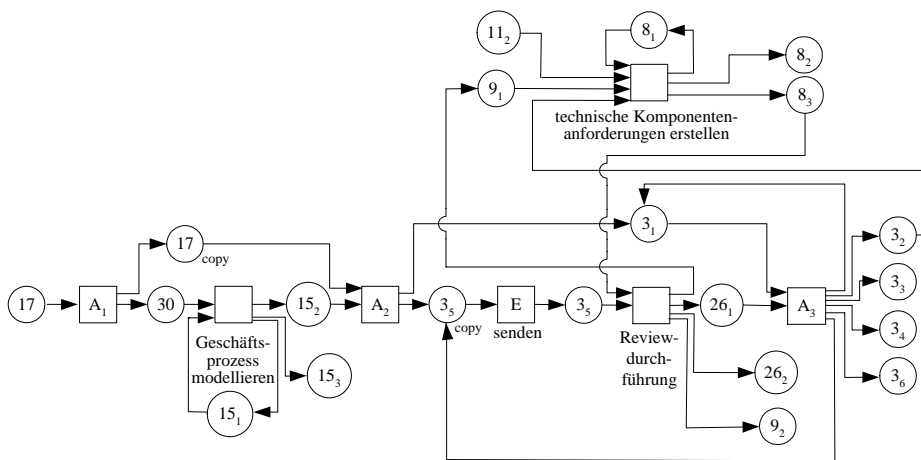 11₂
8₁
8₂
9₁
8₃
technische Komponenten-
anforderungen erstellen
17
copy
3₁
3₂
17
A₁
30
15₂
A₂
3₅
copy
E
senden
3₅
26₁
A₃
3₃
3₄
3₆
Geschäfts-
prozess
modellieren
15₃
15₁
Review-
durch-
führung
26₂
9₂